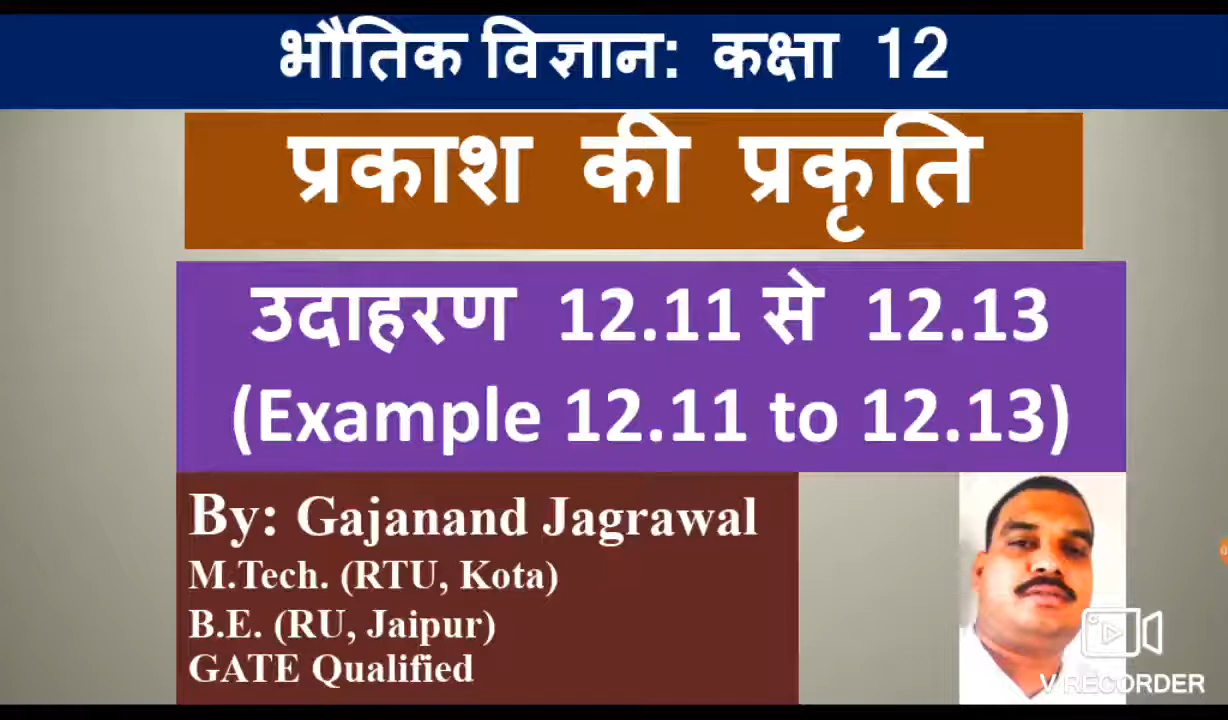 भौतिक विज्ञान: कक्षा 12
प्रकाश की प्रकृति
उदाहरण 12.11 से 12.13
(Example 12.11 to 12.13)
By: Gajanand Jagrawal
M.Tech. (RTU, Kota)
B.E. (RU, Jaipur)
GATE Qualified
V RECORDER